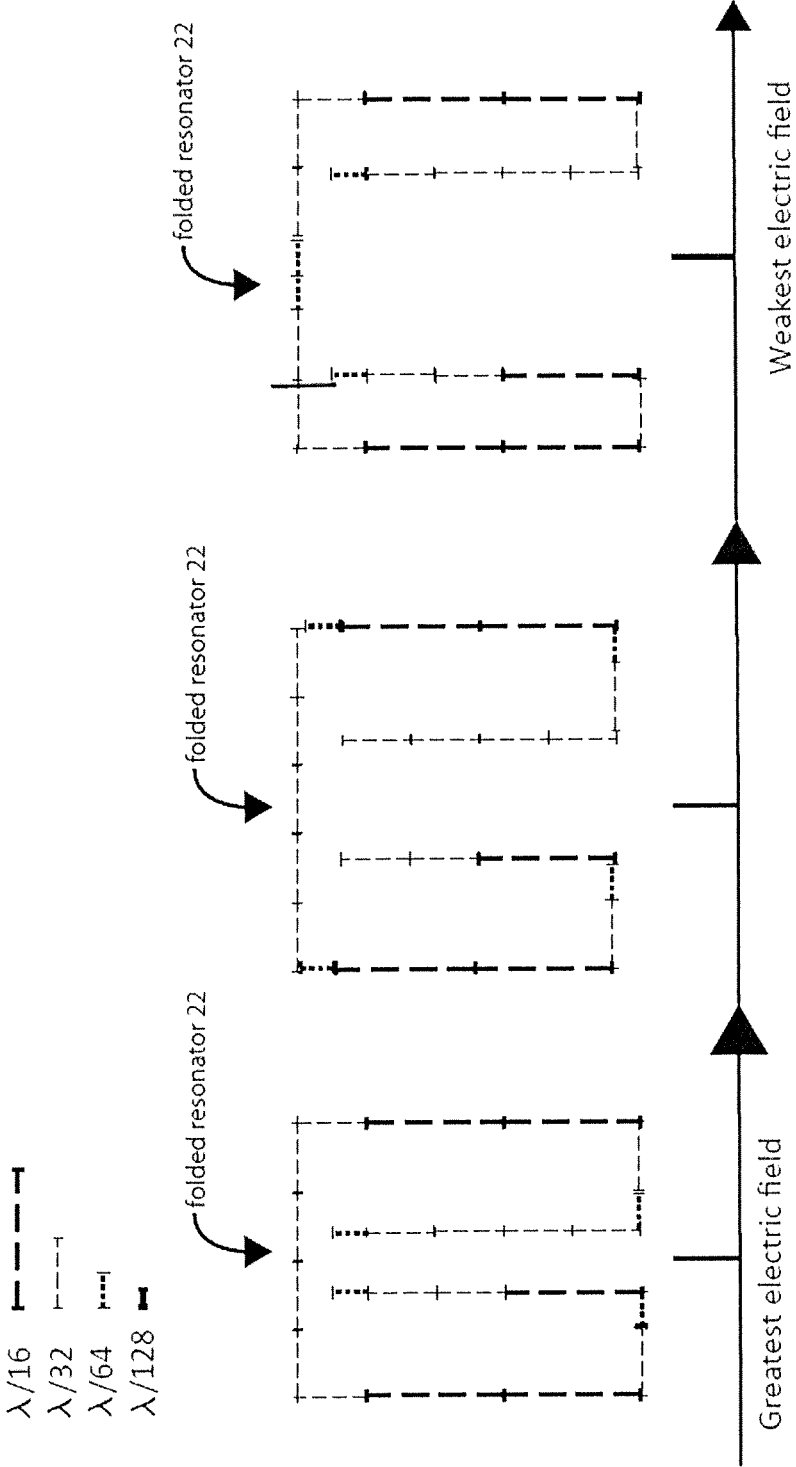 λ/16
λ/32
λ/64
λ/128
folded resonator 22
folded resonator 22
folded resonator 22
Greatest electric field
Weakest electric field